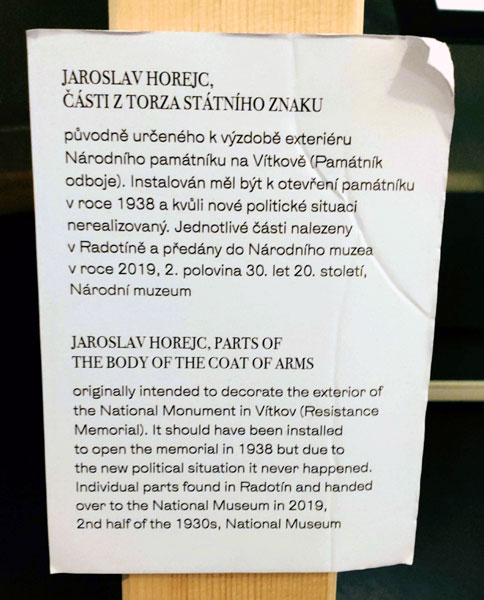 JAROSLAV HOREJC,
ČÁSTI Z TORZA STÁTNÍHO ZNAKU
původně určeného k výzdobě exteriéru
Národního památníku na Vítkově (Památník
odboje). Instalován měl být k otevření památníku
v roce 1938 a kvůli nové politické situaci
nerealizovaný. Jednotlivé části nalezeny
v Radotíně a předány do Národního muzea
v roce 2019, 2. polovina 30. let 20. století,
Národní muzeum
JAROSLAV HOREJC, PARTS OF
THE BODY OF THE COAT OF ARMS
originally intended to decorate the exterior of
the National Monument in Vítkov (Resistance
Memorial). It should have been installed
to open the memorial in 1938 but due to
the new political situation it never happened.
Individual parts found in Radotín and handed
over to the National Museum in 2019,
2nd half of the 1930s, National Museum